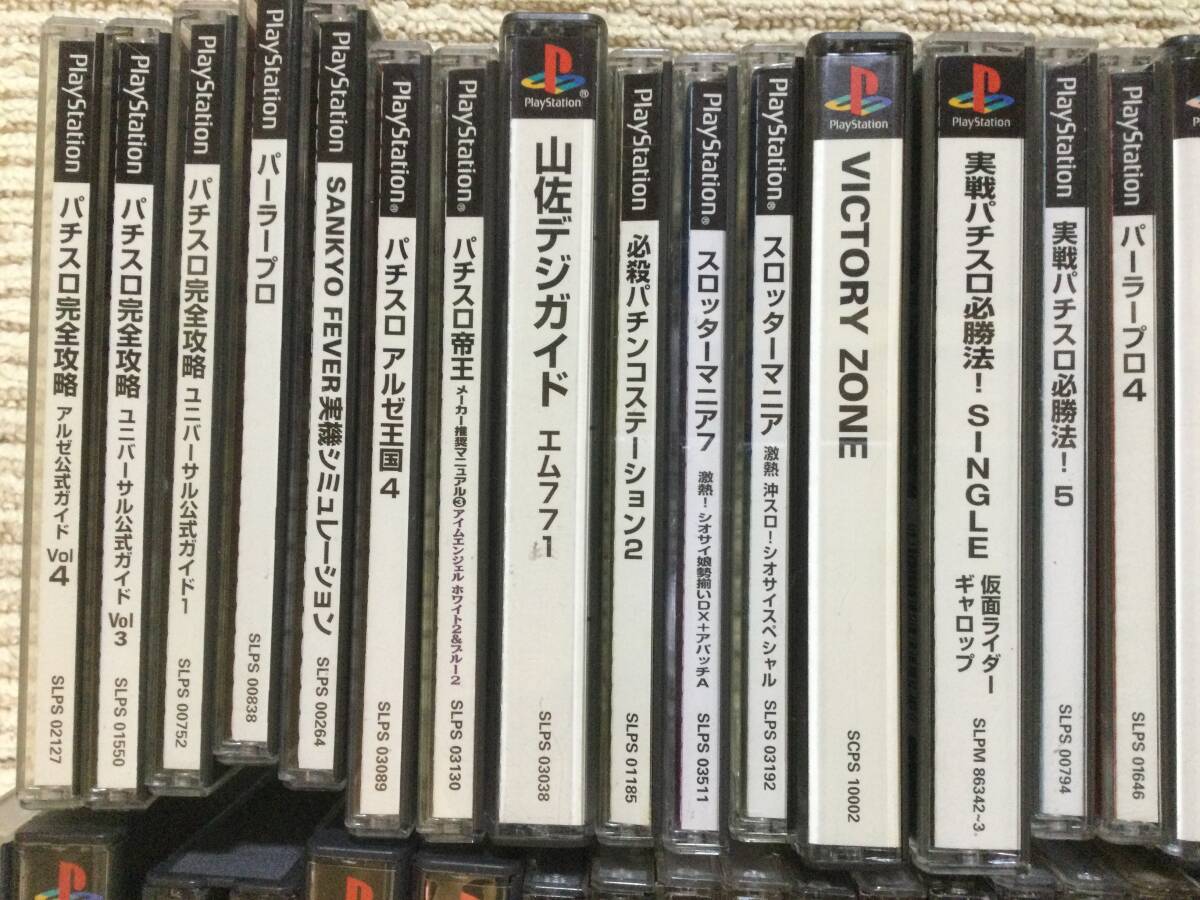 PlayStation
パチスロ完全攻略 アルゼ公式ガイド Vol 4
SLPS 02127
PlayStation
パチスロ完全攻略 ユニバーサル公式ガイド Vol 3
SLPS 01550
PlayStation
パチスロ完全攻略 ユニバーサル公式ガイド1
SLPS 00752
PlayStation
パーラープロ
SLPS 00838
PlayStation
SANKYO FEVER実機シミュレーション
SLPS 00264
PlayStation®
パチスロ アルゼ王国4
SLPS 03089
PlayStation®
パチスロ帝王 メーカー推奨マニュアル❸アイムエンジェル ホワイト2&ブルー2
SLPS 03130
PlayStation®
山佐デジガイド エム771
SLPS 03038
PlayStation
必殺パチンコステーション2
SLPS 01185
PlayStation®
スロッターマニア7 激熱!シオサイ娘勢揃いDX+アパッチA
SLPS 03511
PlayStation®
スロッターマニア 激熱 沖スロ!シオサイスペシャル
SLPS 03192
PlayStation
VICTORY ZONE
SCPS 10002
PlayStation
実戦パチスロ必勝法! SINGLE
仮面ライダー
ギャロップ
SLPM 86342~3
PlayStation
実戦パチスロ必勝法!5
SLPS 00794
PlayStation
パーラープロ4
SLPS 01646